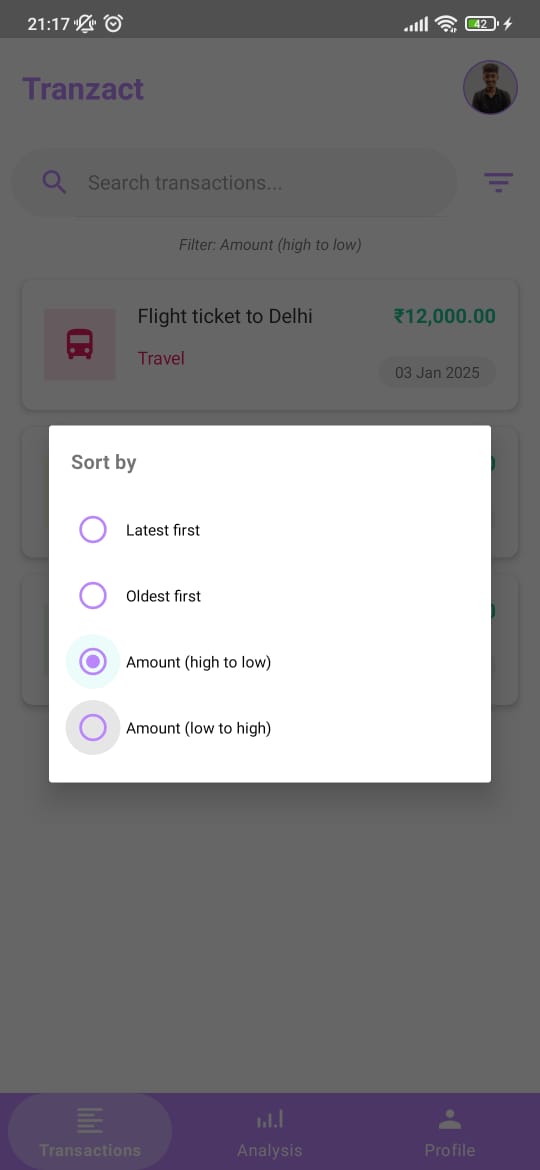 21:17
42
Tranzact
Search transactions...
Filter: Amount (high to low)
Flight ticket to Delhi
₹12,000.00
Travel
03 Jan 2025
Sort by
Latest first
Oldest first
Amount (high to low)
Amount (low to high)
Transactions
Analysis
Profile